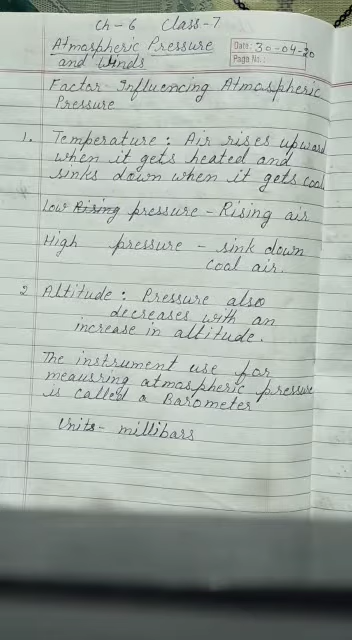 Ch-6 Class-7
Atmospheric Pressure
and Winds
Date: 30-04-20
Page No.:
Factor Influencing Atmospheric
Pressure
1. Temperature: Air rises upward
when it gets heated and
sinks down when it gets cool
Low Rising pressure - Rising air
High pressure - sink down
coal air.
2 Altitude: Pressure also
decreases with an
increase in altitude.
The instrument use for
meausring atmaspheric pressure
is called a Barometer
Units- millibars